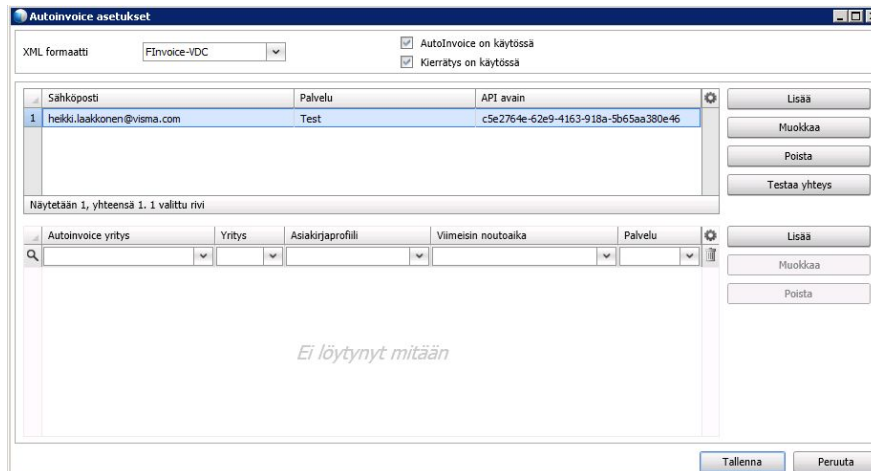 Autoinvoice asetukset
XML formaatti FInvoice-VDC AutoInvoice on käytössä
Kierrätys on käytössä
Sähköposti Palvelu API avain Lisää
1 heikki.laakkonen@visma.com Test c5e2764e-62e9-4163-918a-5b65aa380e46
Muokkaa
Poista
Testaa yhteys
Näytetään 1, yhteensä 1. 1 valittu rivi
Autoinvoice yritys Yritys Asiakirjaprofiili Viimeisin noutoaika Palvelu Lisää
Muokkaa
Poista
Ei löytynyt mitään
Tallenna Peruuta